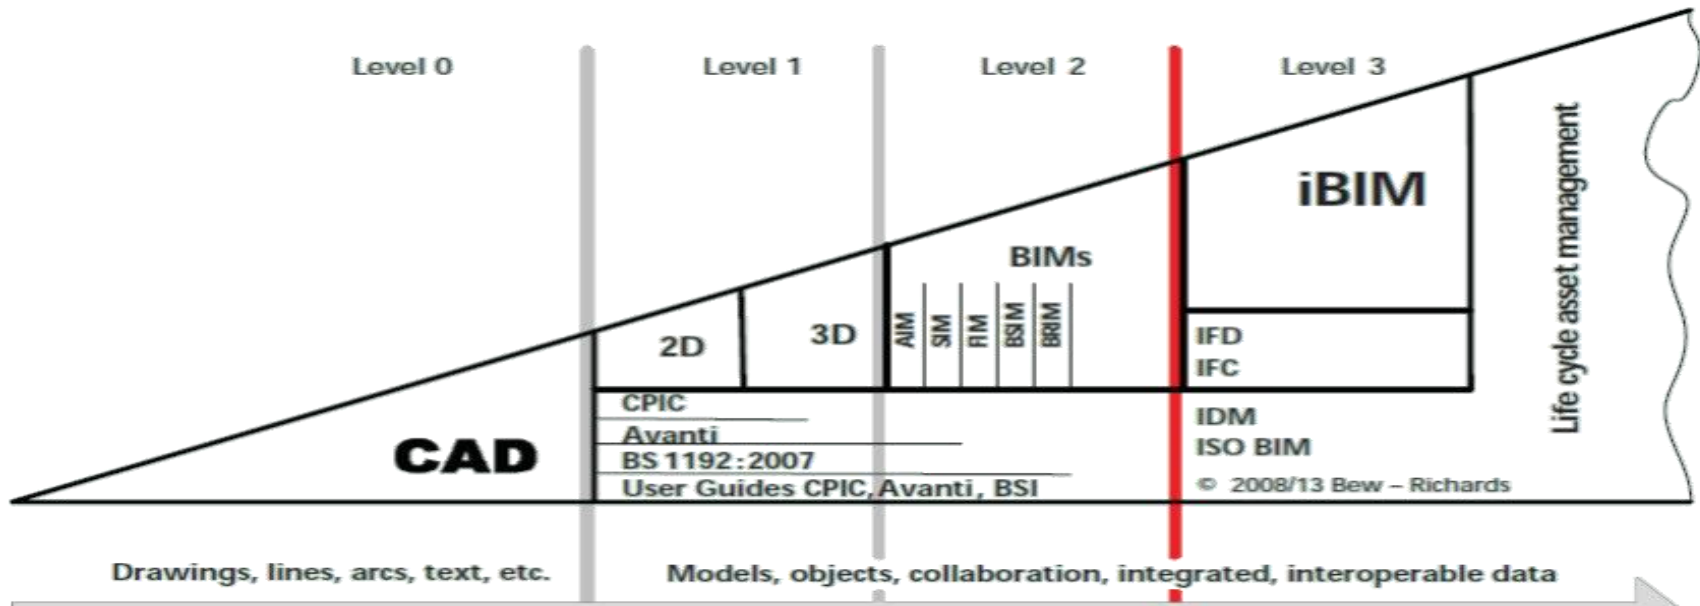 Level 0
Level 1
Level 2
Level 3
iBIM
BIMs
2D
3D
AIM
SIM
FIM
BSIM
BRIM
IFD
IFC
CAD
CPIC
Avanti
BS 1192:2007
User Guides CPIC, Avanti, BSI
IDM
ISO BIM
© 2008/13 Bew – Richards
Life cycle asset management
Drawings, lines, arcs, text, etc.
Models, objects, collaboration, integrated, interoperable data